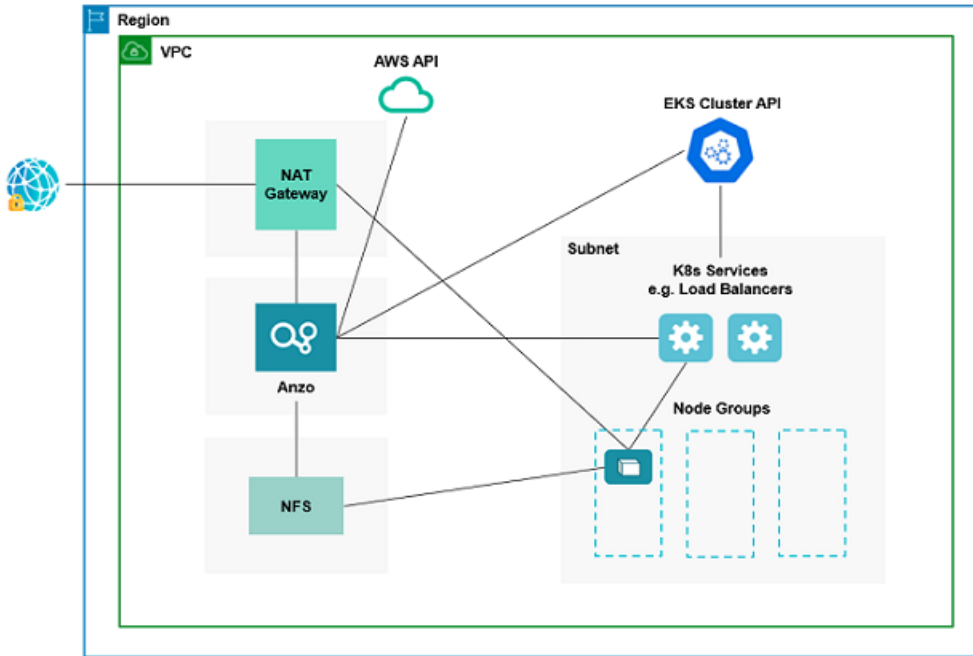 Region
VPC
AWS API
EKS Cluster API
NAT
Gateway
Subnet
K8s Services
e.g. Load Balancers
Anzo
Node Groups
NFS